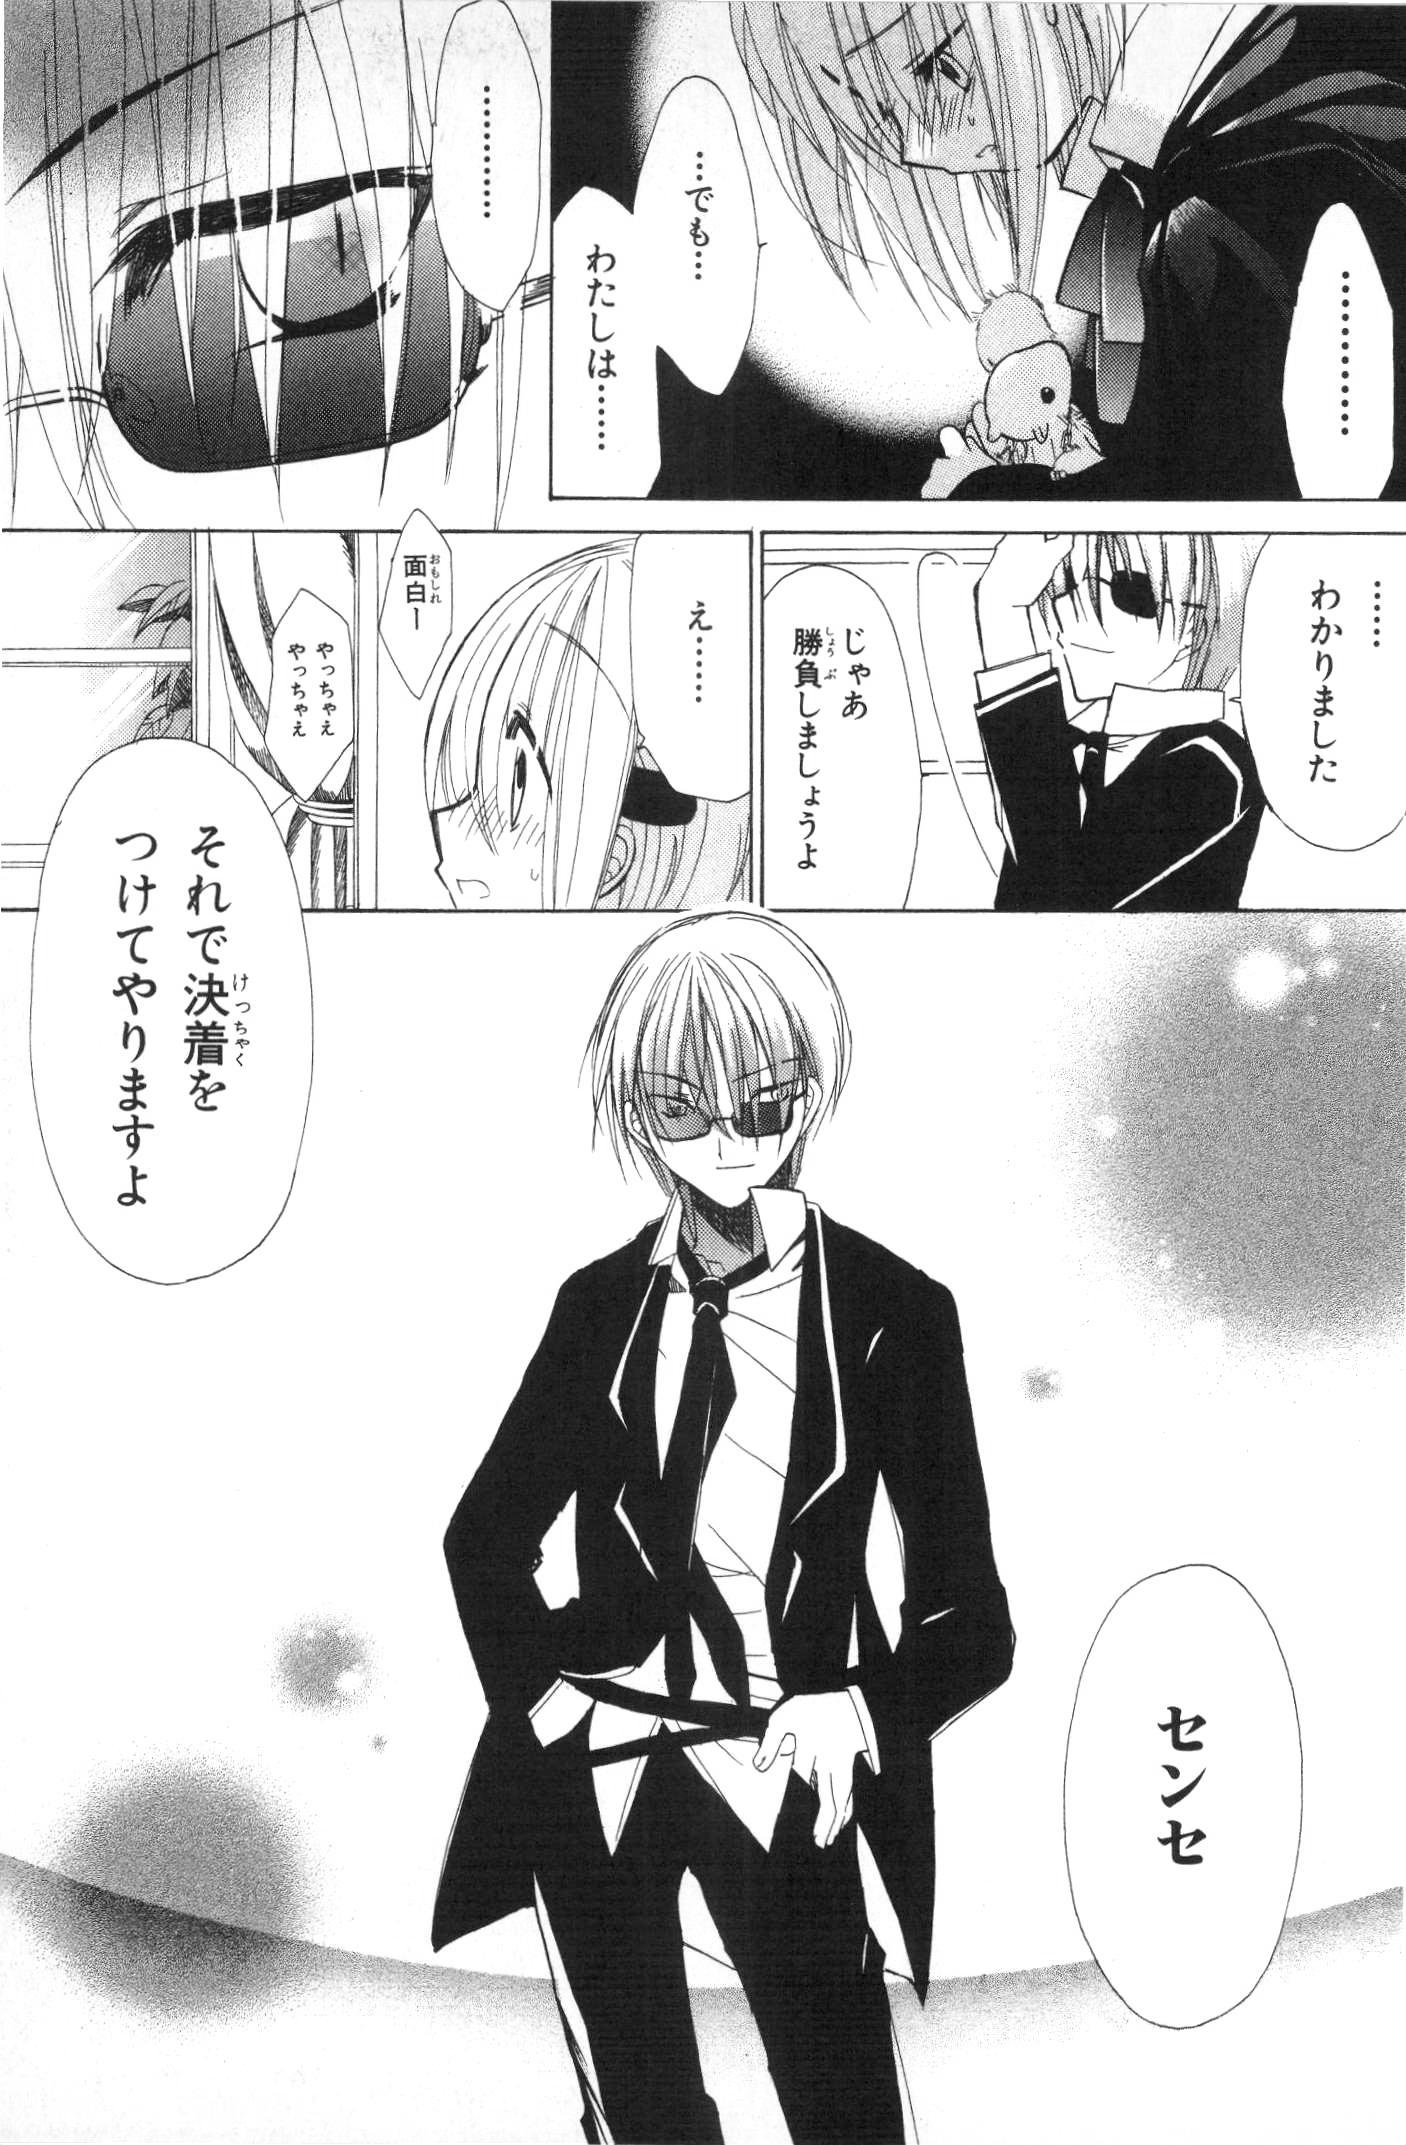 …………
…でも…
わたしは……
…………
……
わかりました
じゃあ
勝負しましょうよ
え……
面白ー
やっちゃえ
やっちゃえ
センセ
それで決着を
つけてやりますよ